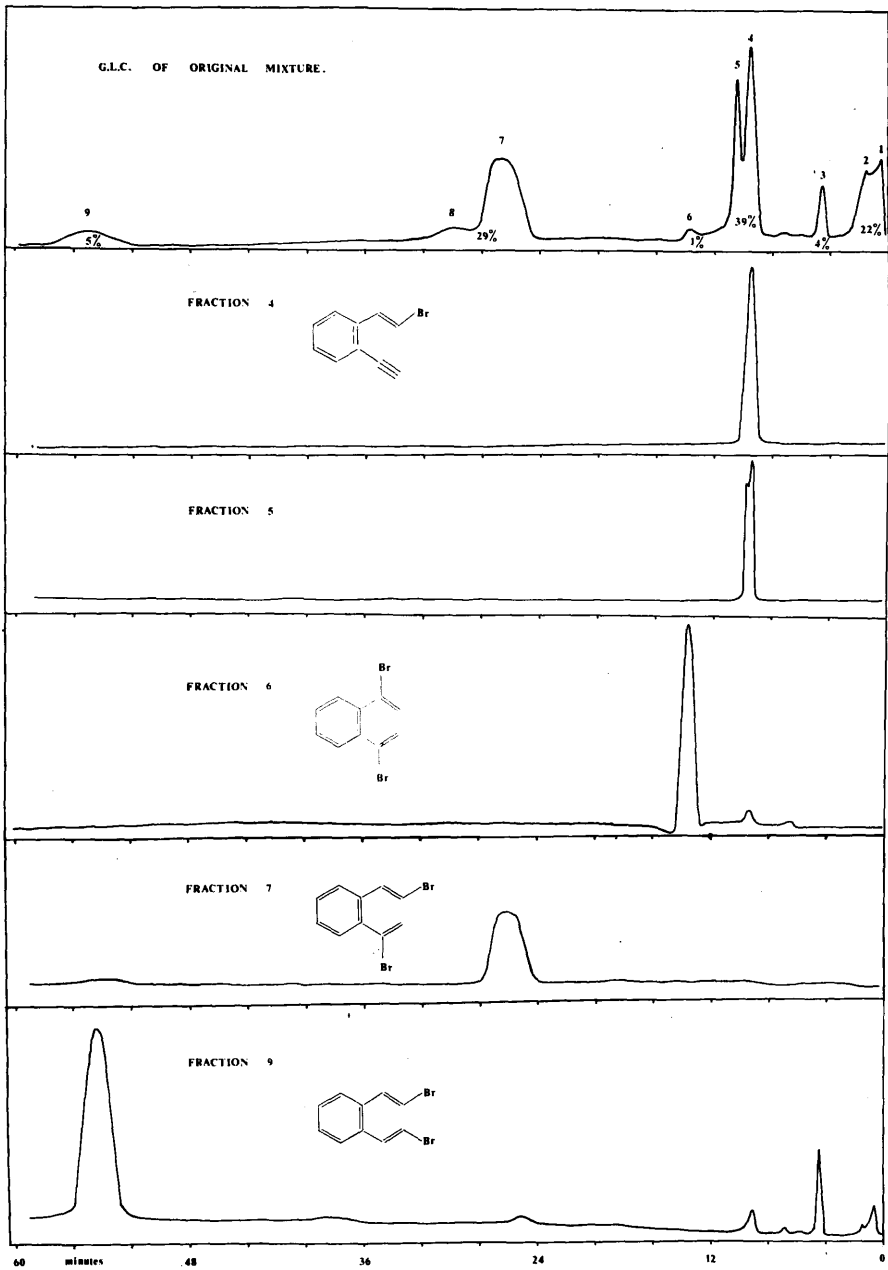 4
G.L.C. OF ORIGINAL MIXTURE.
5
7
1
2
3
9
8
6
5%
29%
1%
39%
4%
22%
FRACTION 4
Br
FRACTION 5
Br
FRACTION 6
Br
FRACTION 7
Br
Br
FRACTION 9
Br
Br
60 minutes 48 36 24 12 0